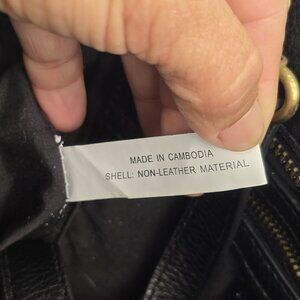 MADE IN CAMBODIA
SHELL: NON-LEATHER MATERIAL